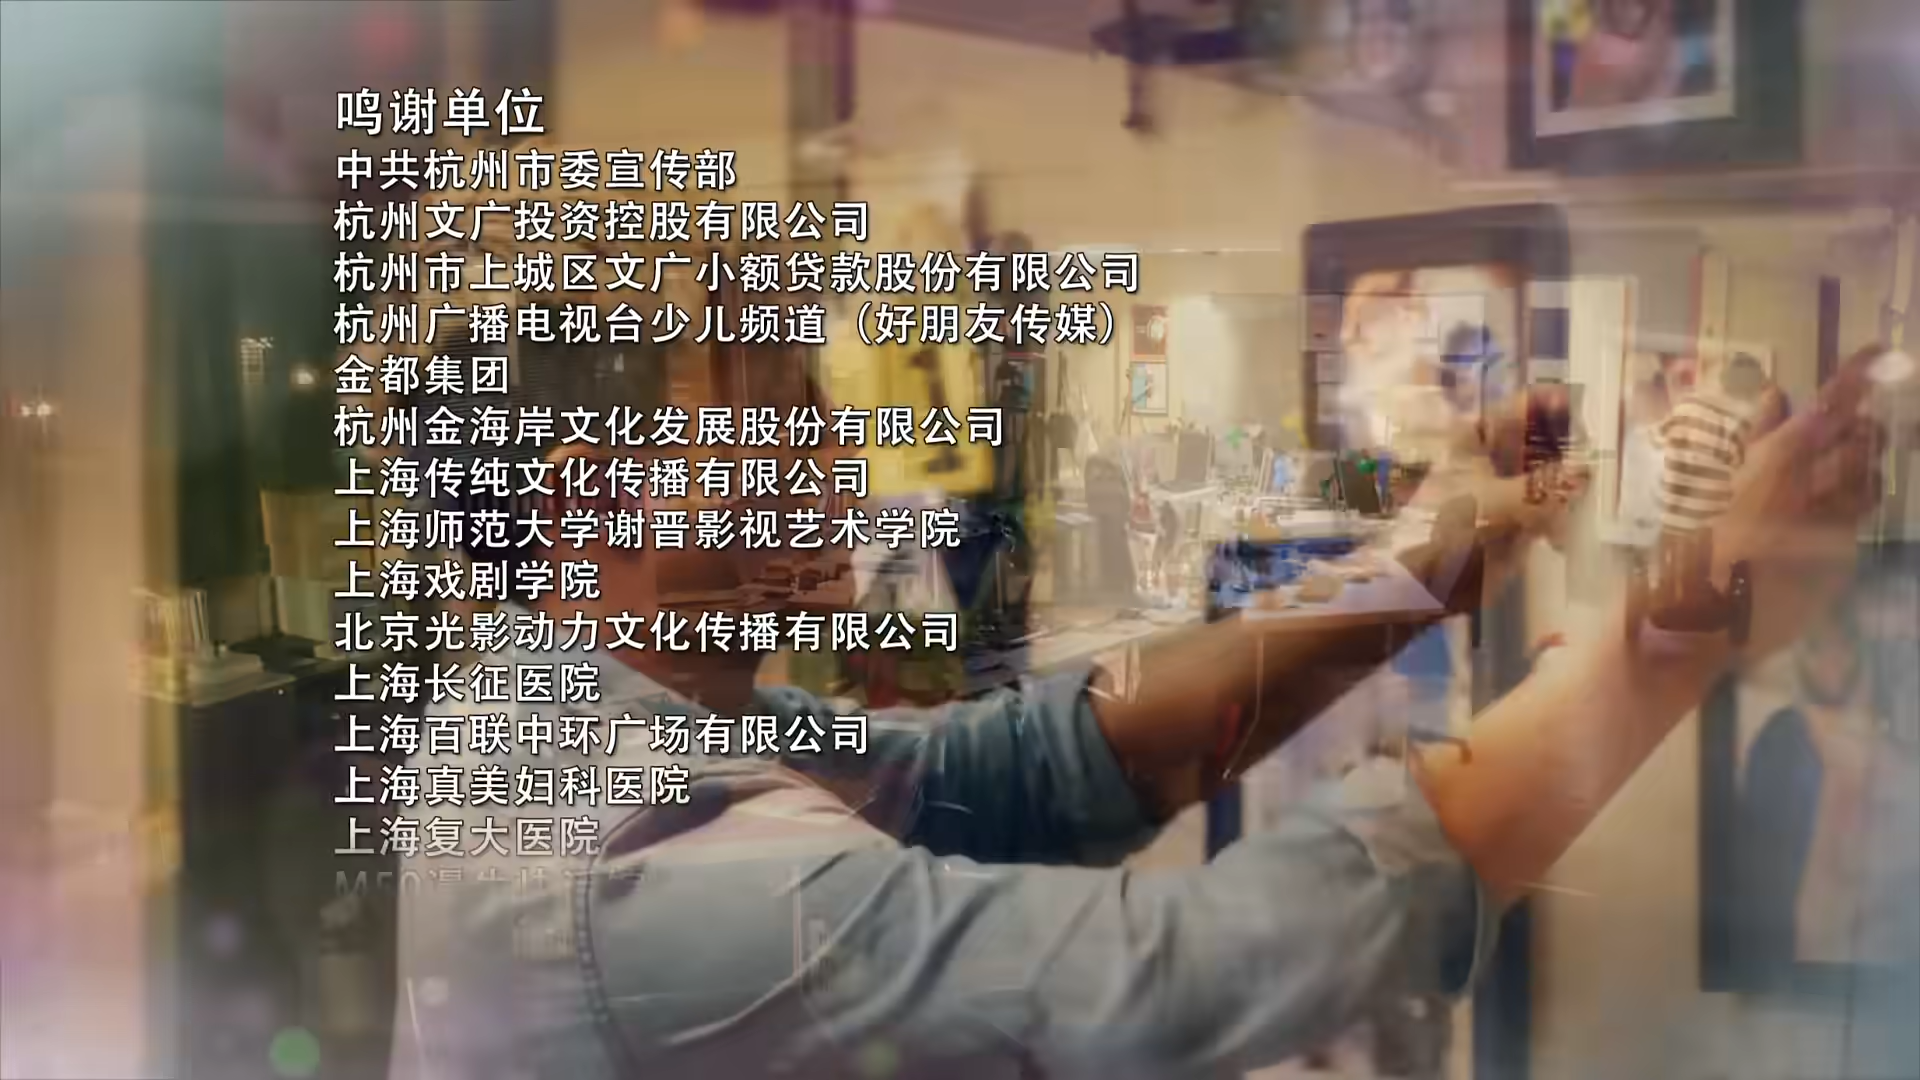 鸣谢单位
中共杭州市委宣传部
杭州文广投资控股有限公司
杭州市上城区文广小额贷款股份有限公司
杭州广播电视台少儿频道（好朋友传媒）
金都集团
杭州金海岸文化发展股份有限公司
上海传纯文化传播有限公司
上海师范大学谢晋影视艺术学院
上海戏剧学院
北京光影动力文化传播有限公司
上海长征医院
上海百联中环广场有限公司
上海真美妇科医院
上海复大医院